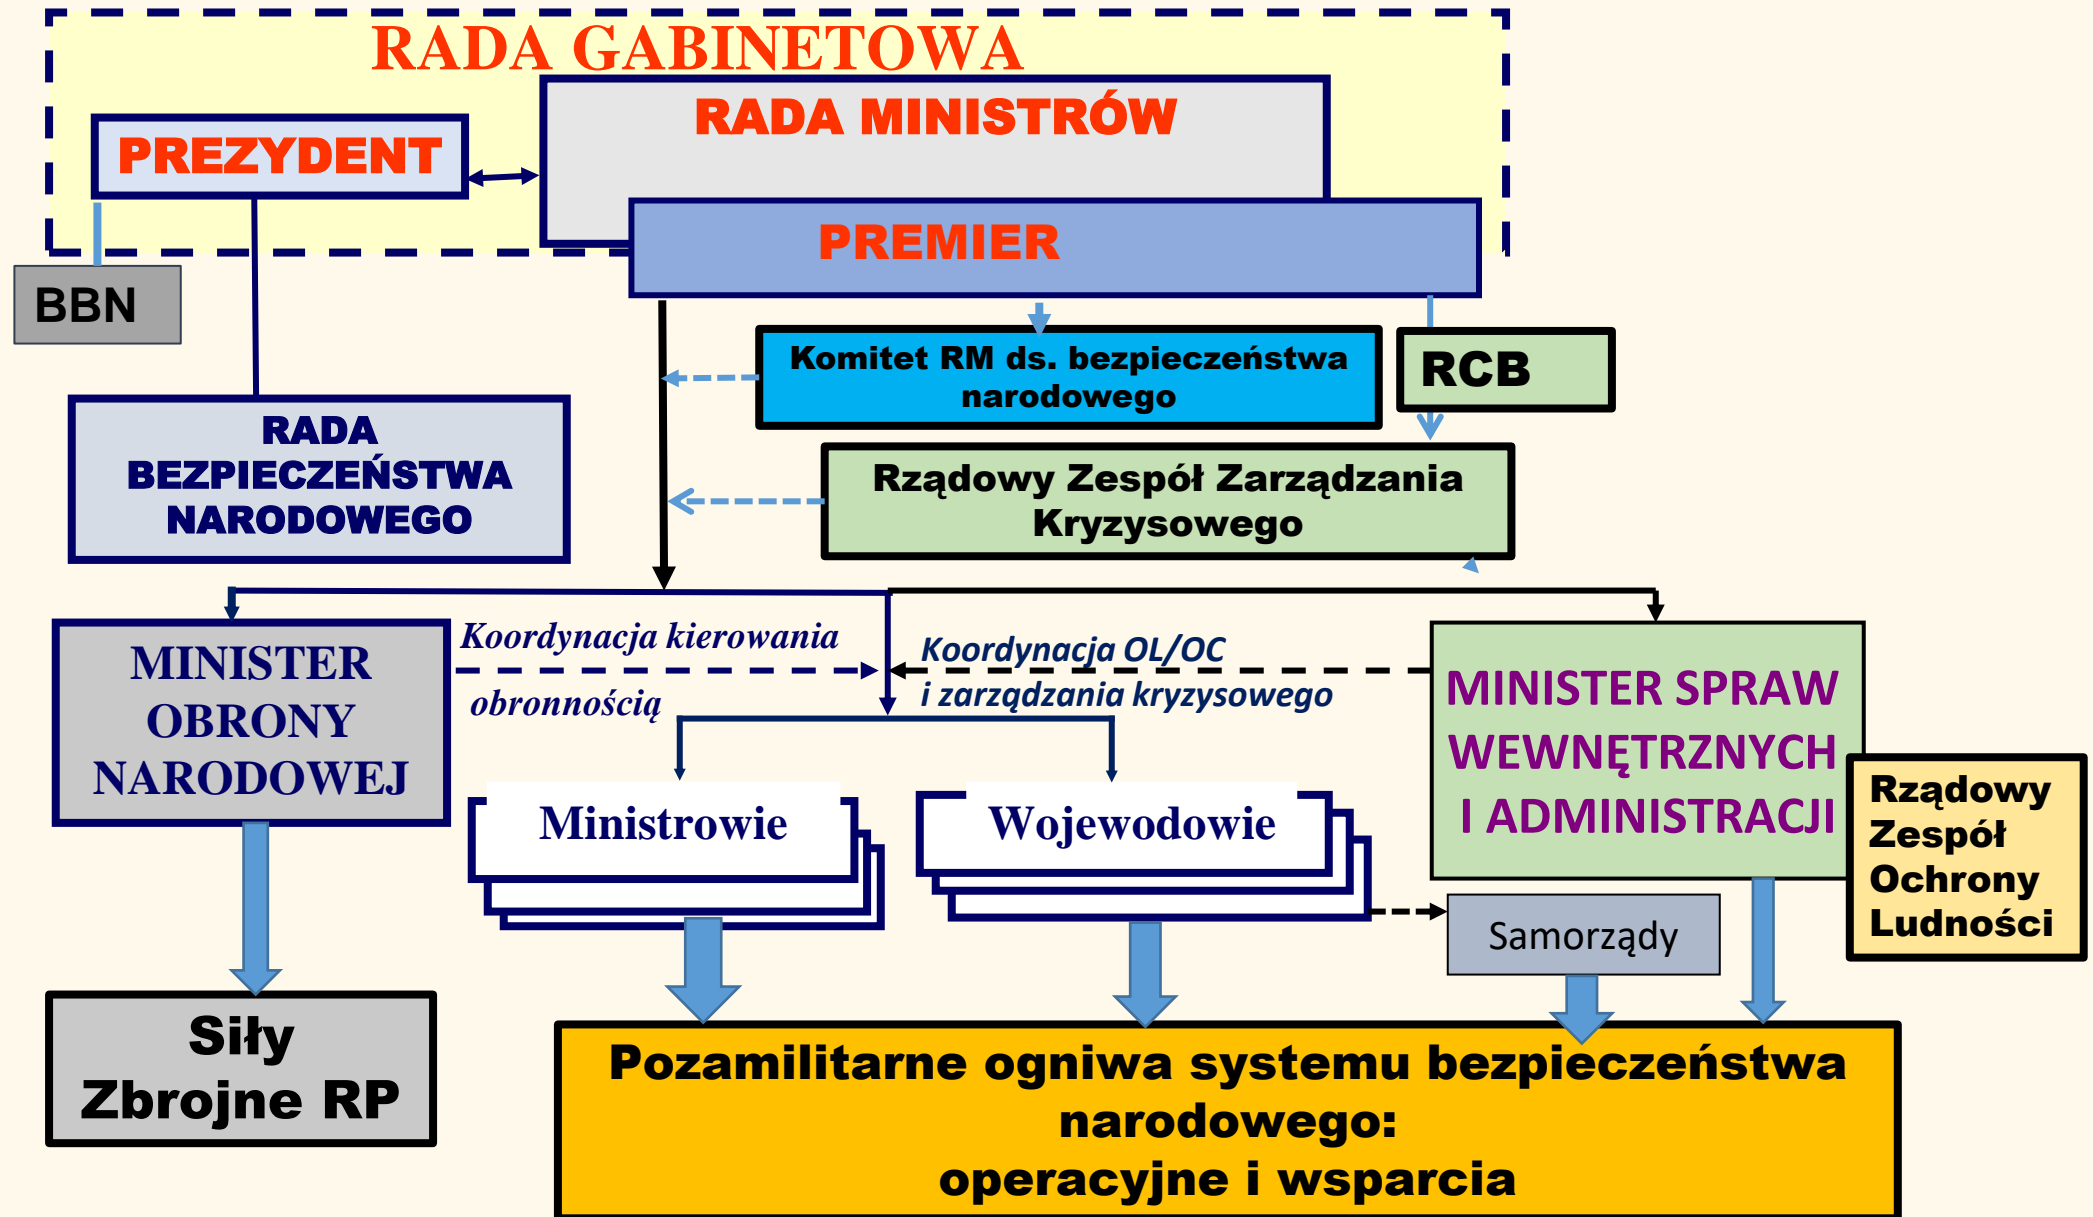 RADA GABINETOWA
RADA MINISTRÓW
PREZYDENT
PREMIER
BBN
Komitet RM ds. bezpieczeństwa
narodowego
RCB
RADA
BEZPIECZEŃSTWA
NARODOWEGO
Rządowy Zespół Zarządzania
Kryzysowego
MINISTER
OBRONY
NARODOWEJ
Koordynacja kierowania
obronnością
Koordynacja OL/OC
i zarządzania kryzysowego
MINISTER SPRAW
WEWNĘTRZNYCH
I ADMINISTRACJI
Rządowy
Zespół
Ochrony
Ludności
Ministrowie
Wojewodowie
Samorządy
Siły
Zbrojne RP
Pozamilitarne ogniwa systemu bezpieczeństwa
narodowego:
operacyjne i wsparcia